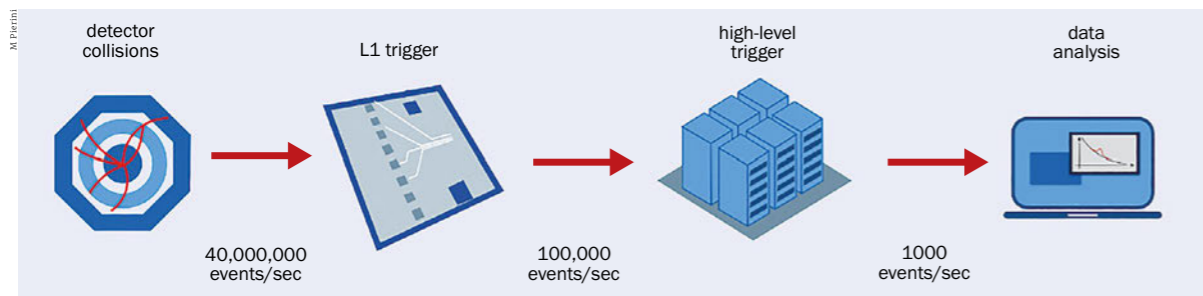 M Pierini
detector
collisions
L1 trigger
high-level
trigger
data
analysis
40,000,000
events/sec
100,000
events/sec
1000
events/sec